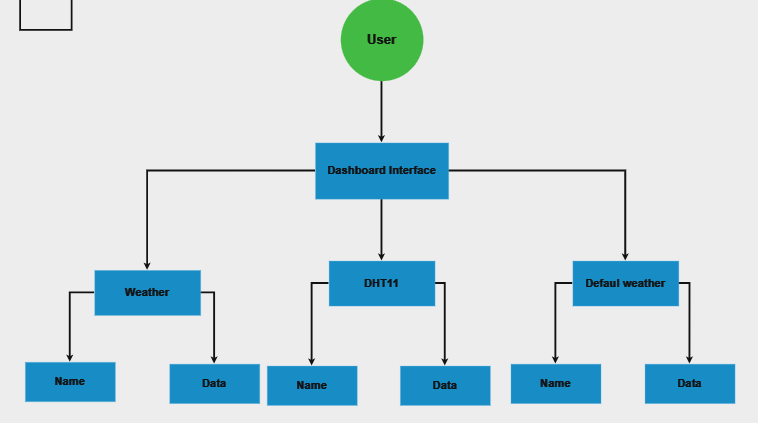 User
Dashboard Interface
Weather
DHT11
Defaul weather
Name
Data
Name
Data
Name
Data